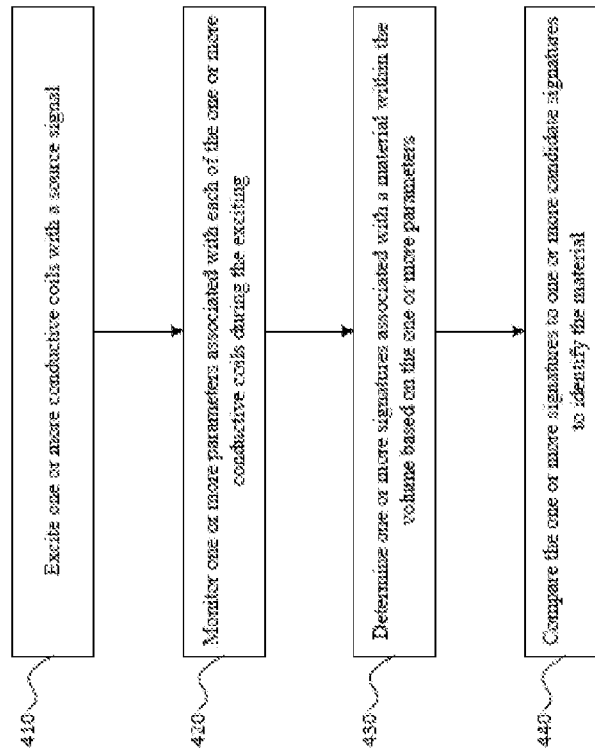 410
Excite one or more conductive coils with a source signal
420
Monitor one or more parameters associated with each of the one or more
conductive coils during the exciting
430
Determine one or more signatures associated with a material within the
volume based on the one or more parameters
440
Compare the one or more signatures to one or more candidate signatures
to identify the material